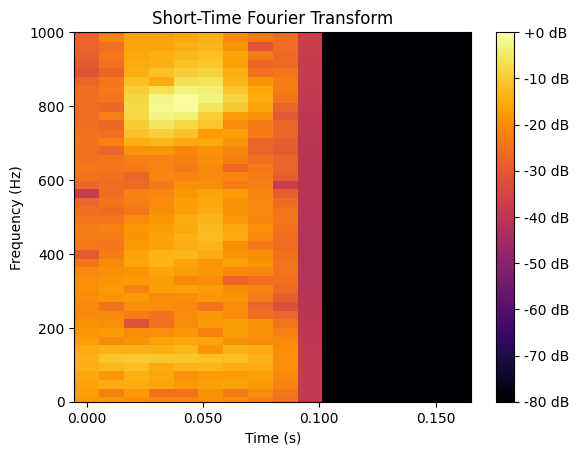 Short-Time Fourier Transform
Frequency (Hz)
1000
800
600
400
200
0
0.000
0.050
0.100
0.150
Time (s)
+0 dB
-10 dB
-20 dB
-30 dB
-40 dB
-50 dB
-60 dB
-70 dB
-80 dB